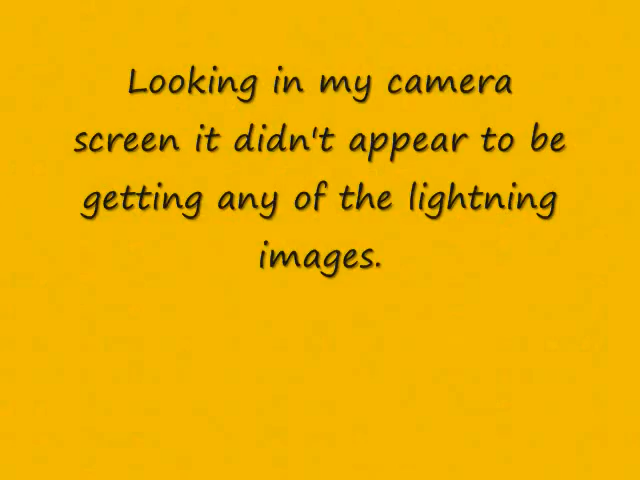 Looking in my camera
screen it didn't appear to be
getting any of the lightning
images.